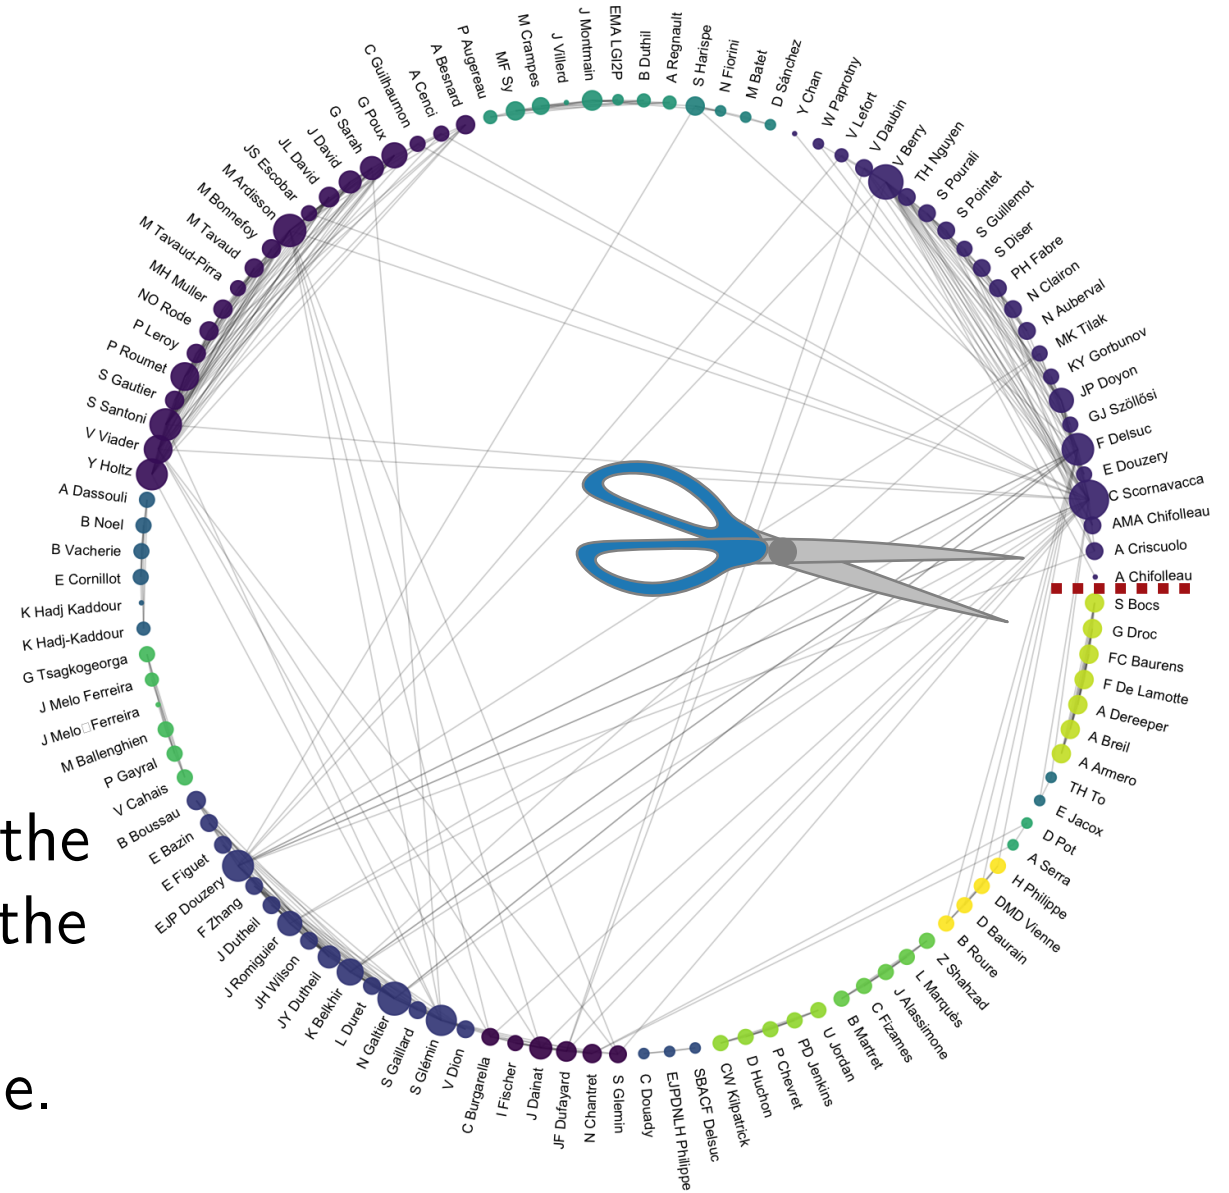 P Augereau
MF Sy
M Crampes
J Villerd
J Montmain
EMA LGI2P
B Duthil
A Regnault
S Harispe
N Fiorini
M Batet
D Sánchez
Y Chan
W Paprotny
V Lefort
V Daubin
V Berry
TH Nguyen
S Pourali
S Pointet
S Guillemot
S Diser
PH Fabre
N Clairon
N Auberval
MK Tilak
KY Gorbunov
JP Doyon
GJ Szöllősi
F Delsuc
E Douzery
C Scornavacca
AMA Chifolleau
A Criscuolo
A Chifolleau
S Bocs
G Droc
FC Baurens
F De Lamotte
A Dereeper
A Breil
A Armero
TH To
E Jacox
D Pot
A Serra
H Philippe
DMD Vienne
D Baurain
B Roure
Z Shahzad
L Marquès
J Alassimone
C Fizames
B Martret
U Jordan
PD Jenkins
P Chevret
D Huchon
CW Kilpatrick
SBACF Delsuc
EJPDNLH Philippe
C Douady
S Glemin
N Chantret
JF Dufayard
J Dainat
I Fischer
C Burgarella
V Dion
S Glémin
S Gaillard
N Galtier
L Duret
K Belkhir
JY Dutheil
JH Wilson
J Romiguier
J Dutheil
F Zhang
EJP Douzery
E Figuet
E Bazin
B Boussau
V Cahais
P Gayral
M Ballenghien
J Melo□Ferreira
J Melo Ferreira
G Tsagkogeorga
K Hadj-Kaddour
K Hadj Kaddour
E Cornillot
B Vacherie
B Noel
A Dassouli
Y Holtz
V Viader
S Santoni
S Gautier
P Roumet
P Leroy
NO Rode
MH Muller
M Tavaud-Pirra
M Tavaud
M Bonnefoy
M Ardisson
JS Escobar
JL David
J David
G Sarah
G Poux
C Guilhaumon
A Cenci
A Besnard
the
the
e.